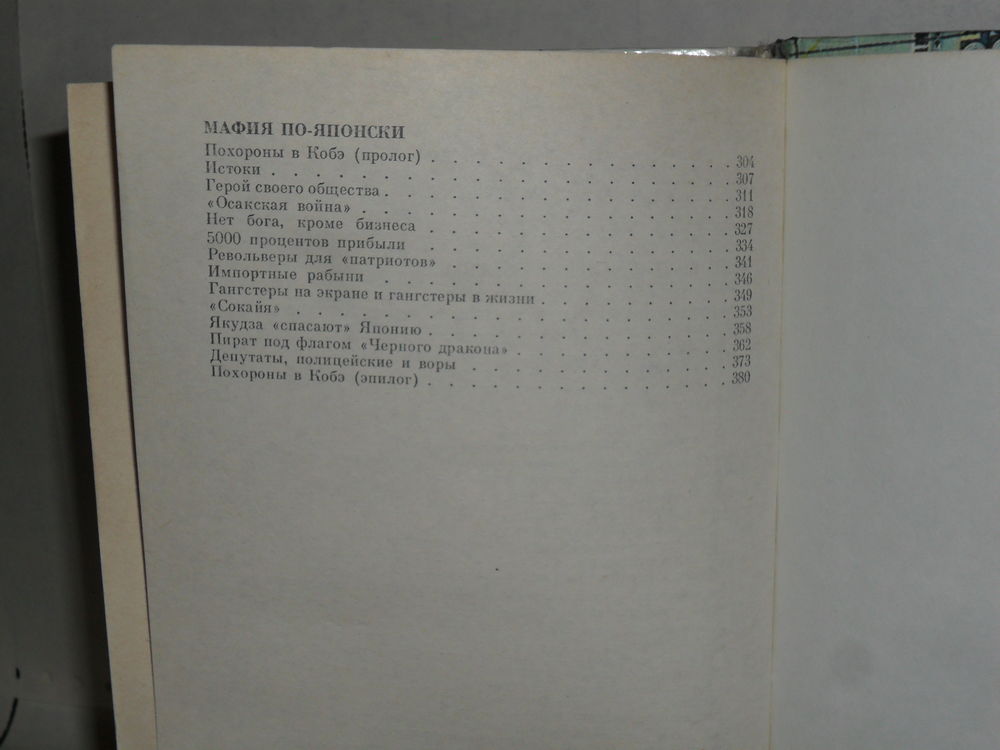 МАФИЯ ПО-ЯПОНСКИ
Похороны в Кобэ (пролог) . . . . . . . . . . . 304
Истоки . . . . . . . . . . . . . . . . 307
Герой своего общества . . . . . . . . . . . . 311
«Осакская война» . . . . . . . . . . . . . 318
Нет бога, кроме бизнеса . . . . . . . . . . . 327
5000 процентов прибыли . . . . . . . . . . . 334
Револьверы для «патриотов» . . . . . . . . . . 341
Импортные рабыни . . . . . . . . . . . . 346
Гангстеры на экране и гангстеры в жизни . . . . . . . 349
«Сокайя» . . . . . . . . . . . . . . . 353
Якудза «спасают» Японию . . . . . . . . . . . 358
Пират под флагом «Черного дракона» . . . . . . . . 362
Депутаты, полицейские и воры . . . . . . . . . 373
Похороны в Кобэ (эпилог) . . . . . . . . . . . 380